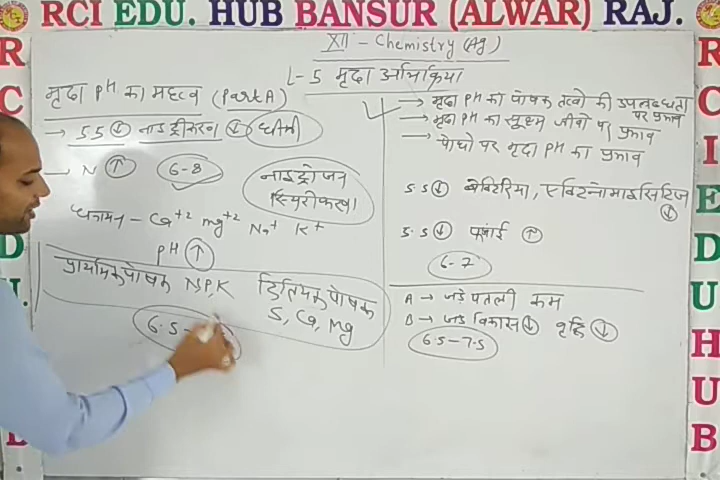 RCI EDU. HUB BANSUR (ALWAR) RAJ.
XII - Chemistry (Ag)
L-5 मृदा अभिक्रिया
मृदा pH का महत्व (Part A)
→ 5.5 ↓ नाइट्रीकरण ↓ धीमी
→ N ↑ 6-8 नाइट्रोजन
स्थिरीकरण
धनायन - Ca+2 mg+2 Na+ K+
pH ↑
प्राथमिक पोषक N,P,K द्वितियक पोषक
S, Ca, Mg
6.5-
→ मृदा pH का पोषक तत्वो की उपलब्धता पर प्रभाव
→ मृदा pH का सूक्ष्म जीवो पर प्रभाव
→ पोधो पर मृदा pH का प्रभाव
5.5 ↓ बेक्टिरिया, एक्टिनोमाइसिटिज ↓
5.5 ↓ फफूंदी ↑
6-7
A → जड़े पतली कम
B → जड विकास ↓ वृद्धि ↓
6.5-7.5
R
C
I
E
D
U
H
U
B
R
C
I
D
U.